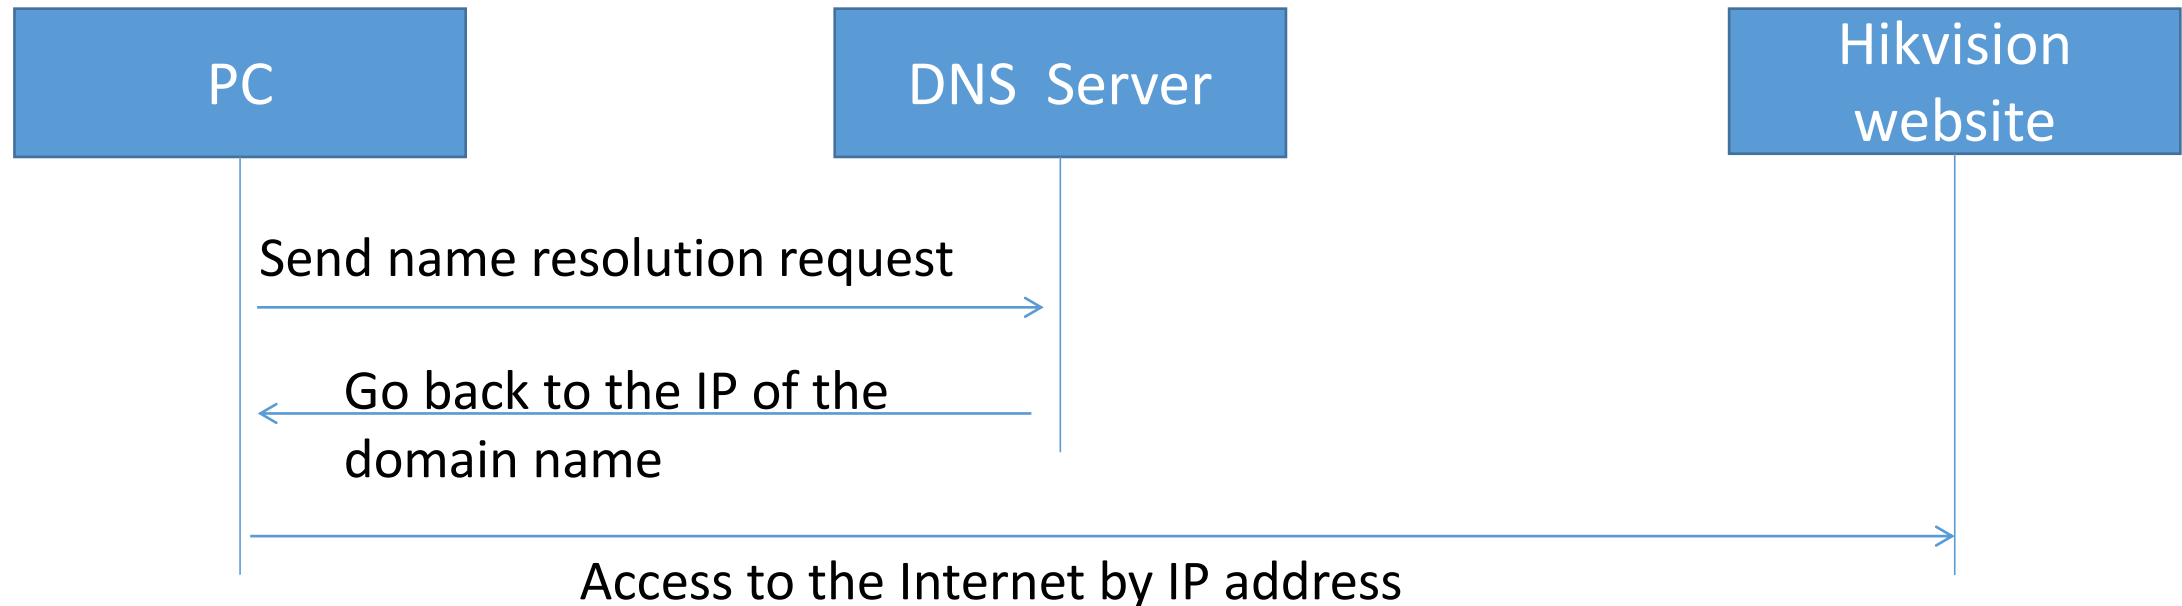 PC
DNS  Server
Hikvision
website
Send name resolution request
Go back to the IP of the
domain name
Access to the Internet by IP address